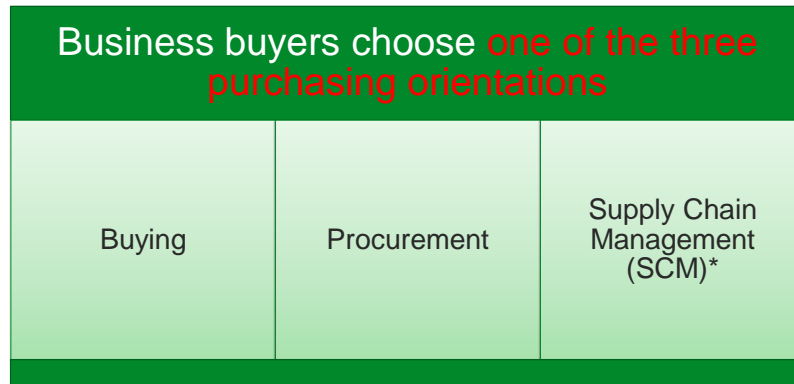 Business buyers choose one of the three
purchasing orientations
Buying
Procurement
Supply Chain
Management
(SCM)*